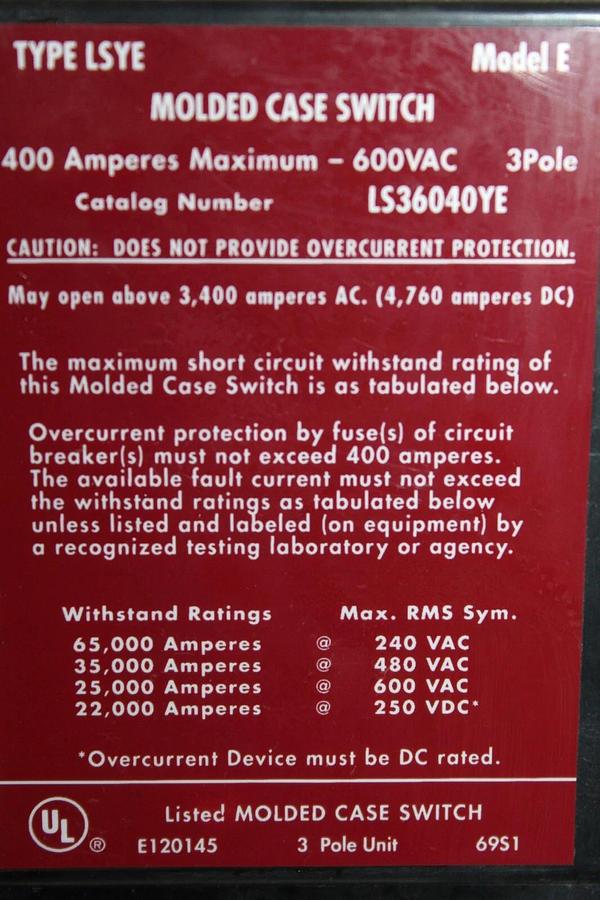 TYPE LSYE Model E
MOLDED CASE SWITCH
400 Amperes Maximum – 600VAC 3Pole
Catalog Number LS36040YE
CAUTION: DOES NOT PROVIDE OVERCURRENT PROTECTION.
May open above 3,400 amperes AC. (4,760 amperes DC)
The maximum short circuit withstand rating of
this Molded Case Switch is as tabulated below.
Overcurrent protection by fuse(s) of circuit
breaker(s) must not exceed 400 amperes.
The available fault current must not exceed
the withstand ratings as tabulated below
unless listed and labeled (on equipment) by
a recognized testing laboratory or agency.
Withstand Ratings Max. RMS Sym.
65,000 Amperes @ 240 VAC
35,000 Amperes @ 480 VAC
25,000 Amperes @ 600 VAC
22,000 Amperes @ 250 VDC*
*Overcurrent Device must be DC rated.
UL ® Listed MOLDED CASE SWITCH
E120145 3 Pole Unit 69S1